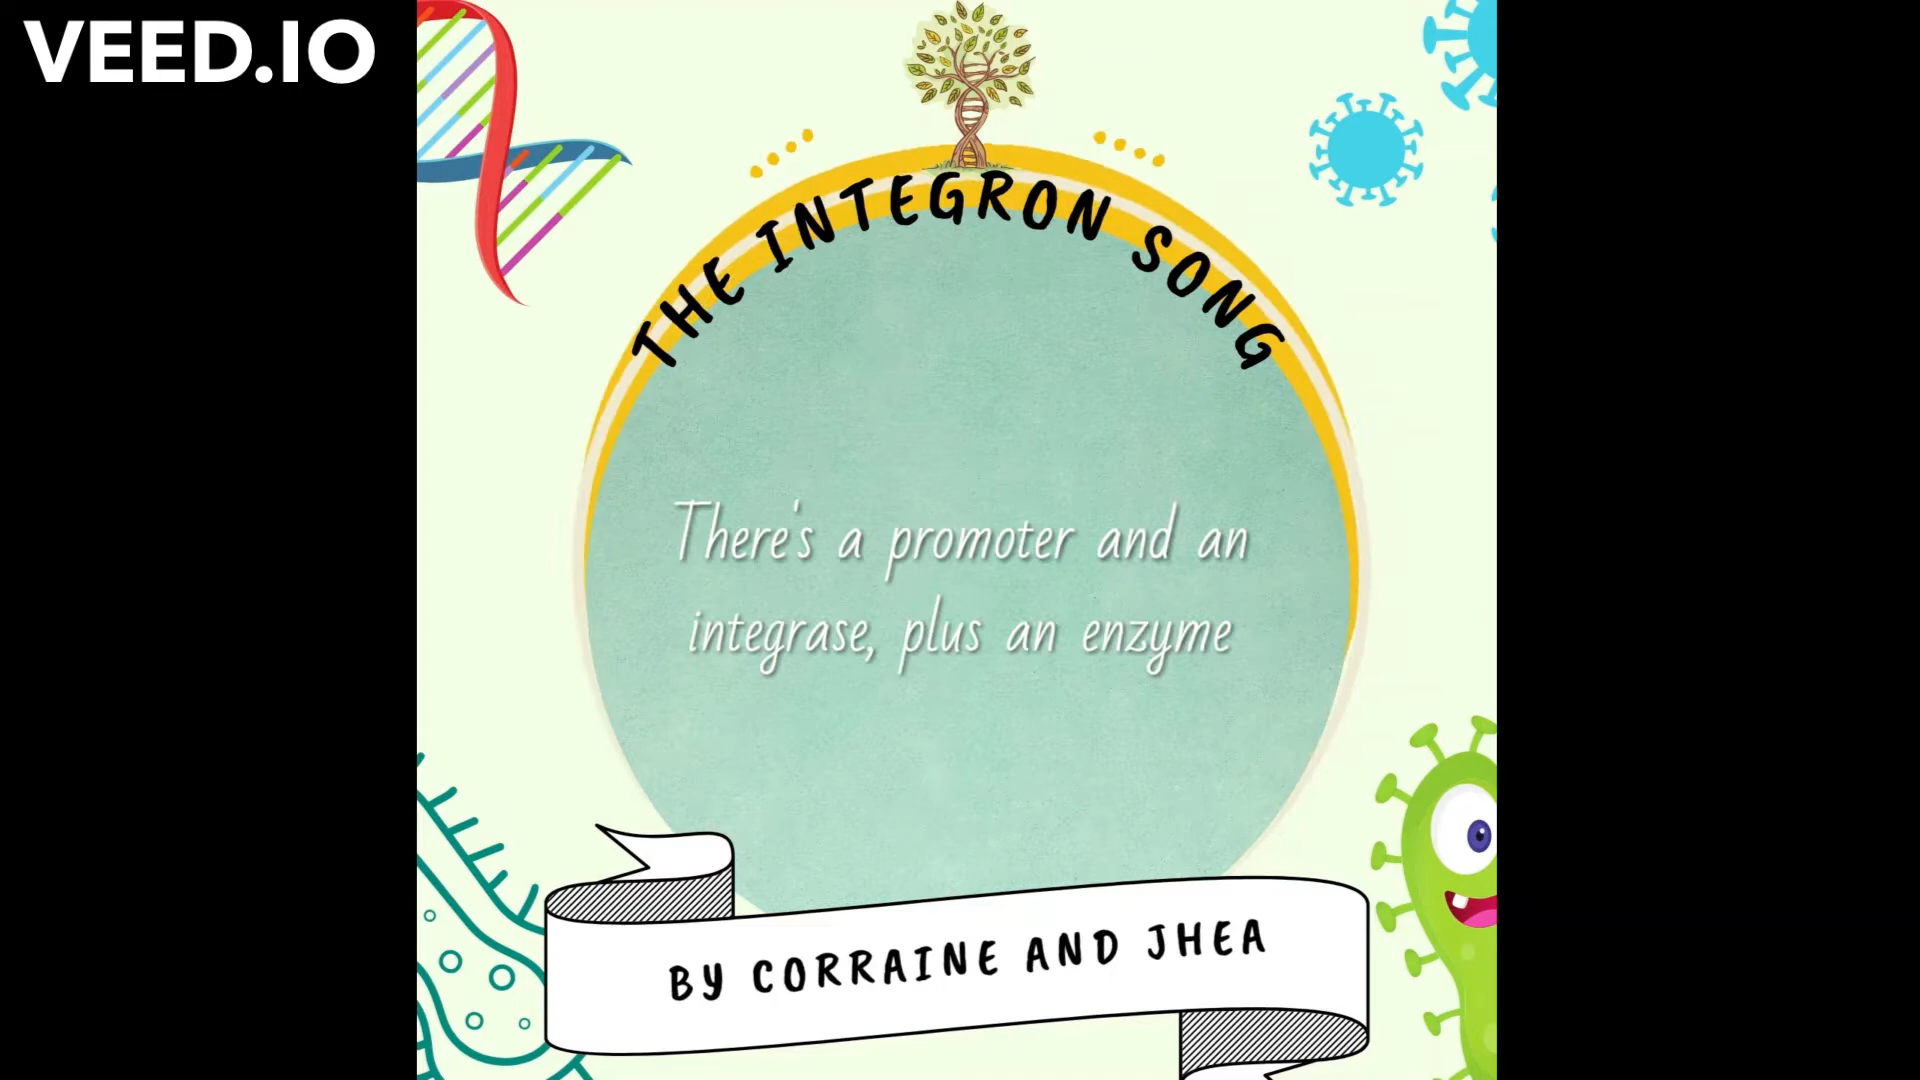 VEED.IO
THE INTEGRON SONG
There's a promoter and an
integrase, plus an enzyme
BY CORRAINE AND JHEA